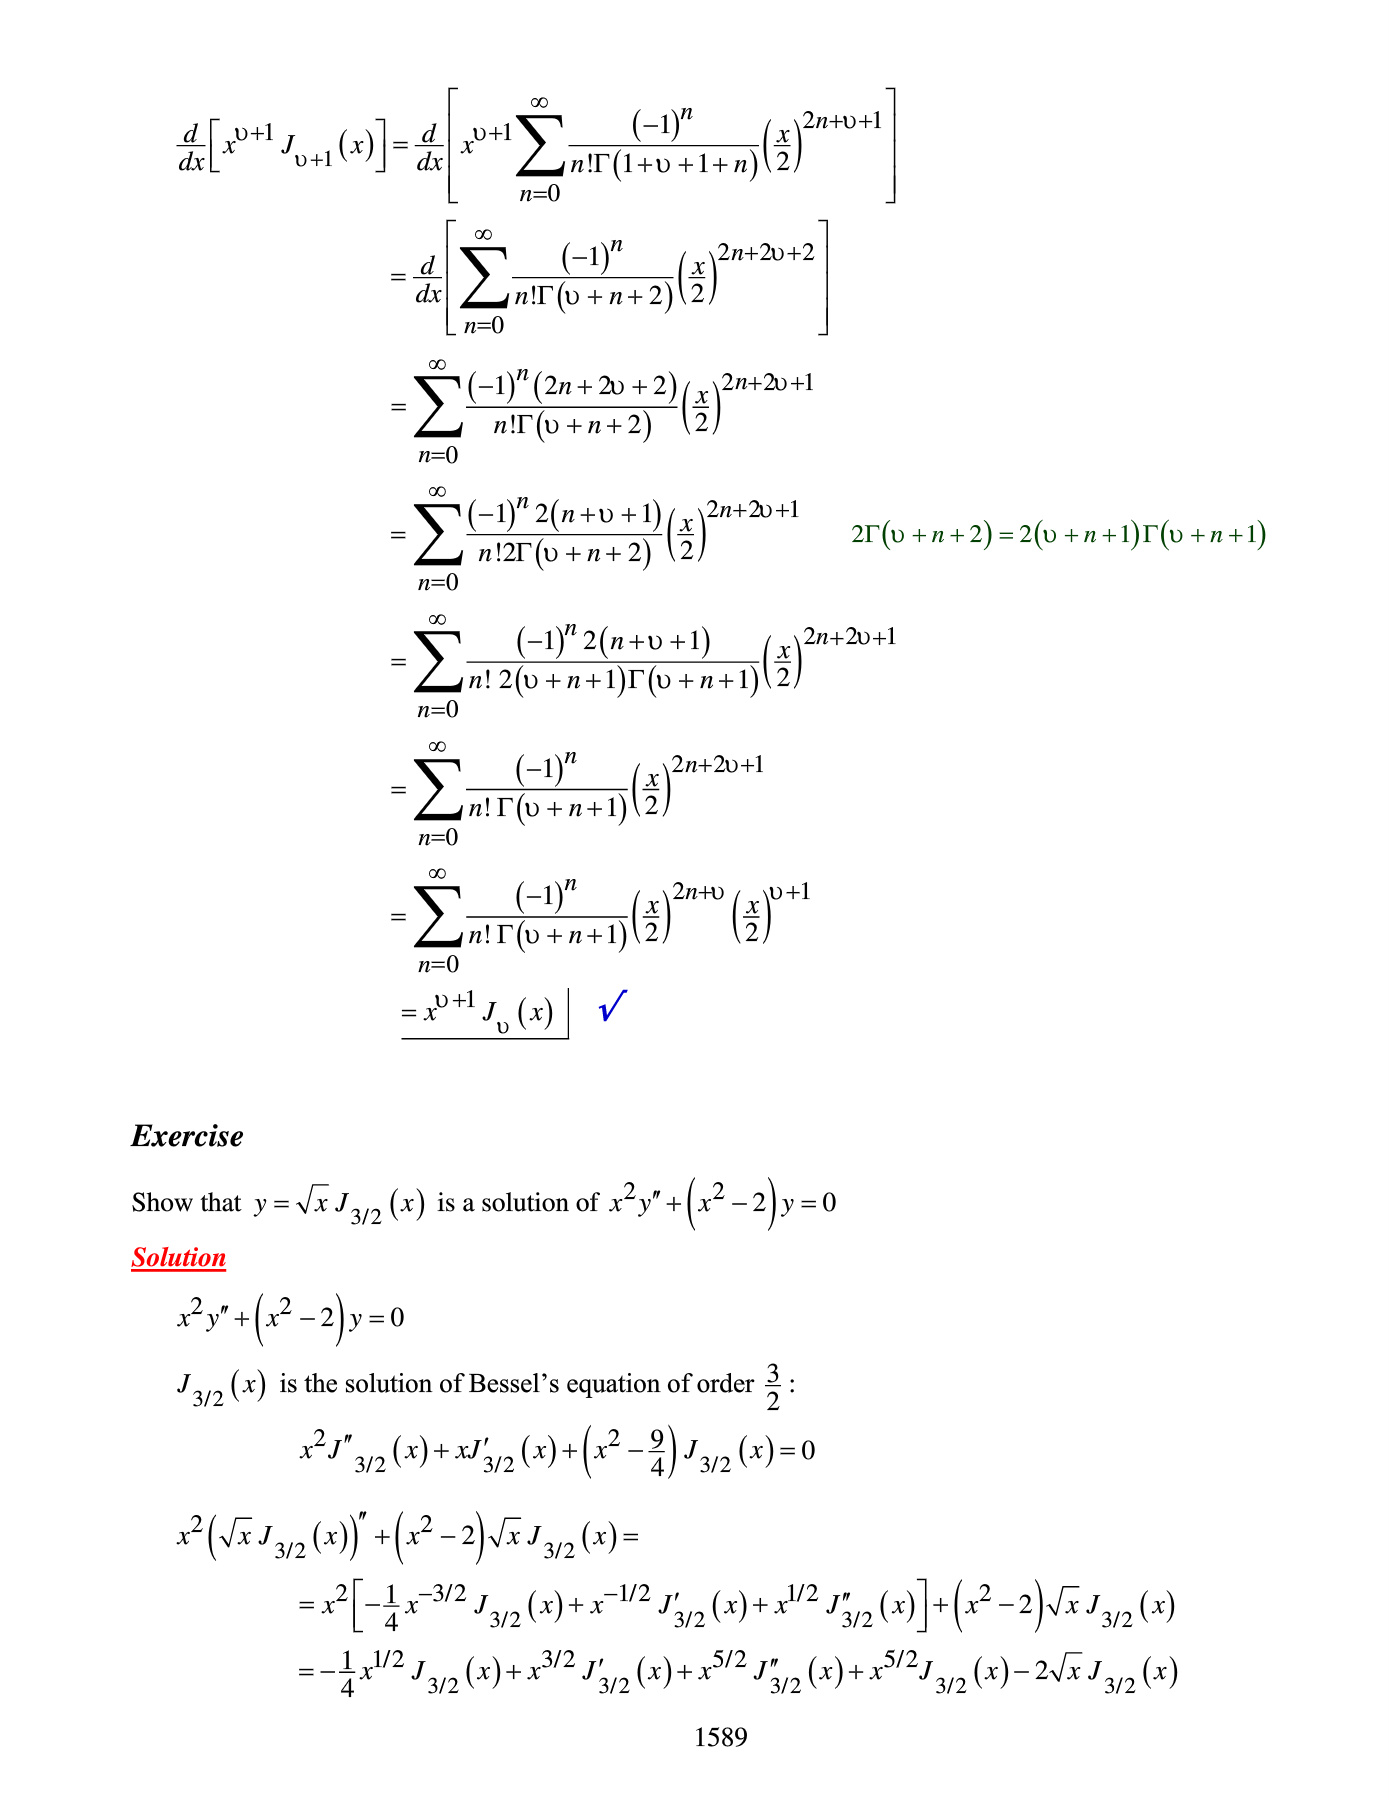 $\frac{d}{dx}\left[x^{\upsilon+1} J_{\upsilon+1}(x)\right] = \frac{d}{dx}\left[x^{\upsilon+1} \sum_{n=0}^{\infty} \frac{(-1)^n}{n!\Gamma(1+\upsilon+1+n)} \left(\frac{x}{2}\right)^{2n+\upsilon+1}\right]$
$= \frac{d}{dx}\left[\sum_{n=0}^{\infty} \frac{(-1)^n}{n!\Gamma(\upsilon+n+2)} \left(\frac{x}{2}\right)^{2n+2\upsilon+2}\right]$
$= \sum_{n=0}^{\infty} \frac{(-1)^n (2n+2\upsilon+2)}{n!\Gamma(\upsilon+n+2)} \left(\frac{x}{2}\right)^{2n+2\upsilon+1}$
$= \sum_{n=0}^{\infty} \frac{(-1)^n 2(n+\upsilon+1)}{n!2\Gamma(\upsilon+n+2)} \left(\frac{x}{2}\right)^{2n+2\upsilon+1}$ $2\Gamma(\upsilon+n+2) = 2(\upsilon+n+1)\Gamma(\upsilon+n+1)$
$= \sum_{n=0}^{\infty} \frac{(-1)^n 2(n+\upsilon+1)}{n!\, 2(\upsilon+n+1)\Gamma(\upsilon+n+1)} \left(\frac{x}{2}\right)^{2n+2\upsilon+1}$
$= \sum_{n=0}^{\infty} \frac{(-1)^n}{n!\, \Gamma(\upsilon+n+1)} \left(\frac{x}{2}\right)^{2n+2\upsilon+1}$
$= \sum_{n=0}^{\infty} \frac{(-1)^n}{n!\, \Gamma(\upsilon+n+1)} \left(\frac{x}{2}\right)^{2n+\upsilon} \left(\frac{x}{2}\right)^{\upsilon+1}$
$= x^{\upsilon+1} J_{\upsilon}(x)$ √
Exercise
Show that $y = \sqrt{x}\, J_{3/2}(x)$ is a solution of $x^2 y'' + (x^2 - 2) y = 0$
Solution
$x^2 y'' + (x^2 - 2) y = 0$
$J_{3/2}(x)$ is the solution of Bessel’s equation of order $\frac{3}{2}$ :
$x^2 J''_{3/2}(x) + x J'_{3/2}(x) + \left(x^2 - \frac{9}{4}\right) J_{3/2}(x) = 0$
$x^2 \left(\sqrt{x}\, J_{3/2}(x)\right)'' + (x^2 - 2)\sqrt{x}\, J_{3/2}(x) =$
$= x^2 \left[-\frac{1}{4} x^{-3/2} J_{3/2}(x) + x^{-1/2} J'_{3/2}(x) + x^{1/2} J''_{3/2}(x)\right] + (x^2 - 2)\sqrt{x}\, J_{3/2}(x)$
$= -\frac{1}{4} x^{1/2} J_{3/2}(x) + x^{3/2} J'_{3/2}(x) + x^{5/2} J''_{3/2}(x) + x^{5/2} J_{3/2}(x) - 2\sqrt{x}\, J_{3/2}(x)$
1589